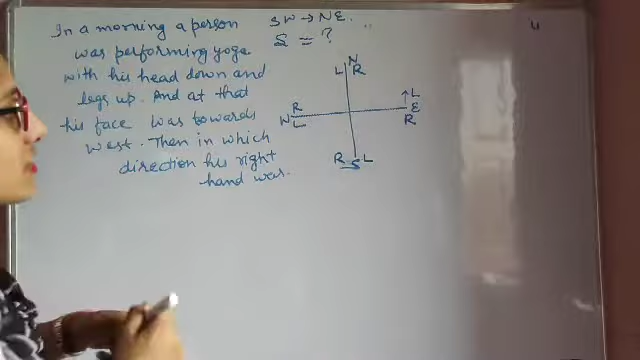 In a morning a person
was performing yoga
with his head down and
legs up. And at that
his face was towards
west. Then in which
direction his right
hand was.
SW → NE.
S = ?
N
L R
R
W
L
↑ L
E
R
R S L
4